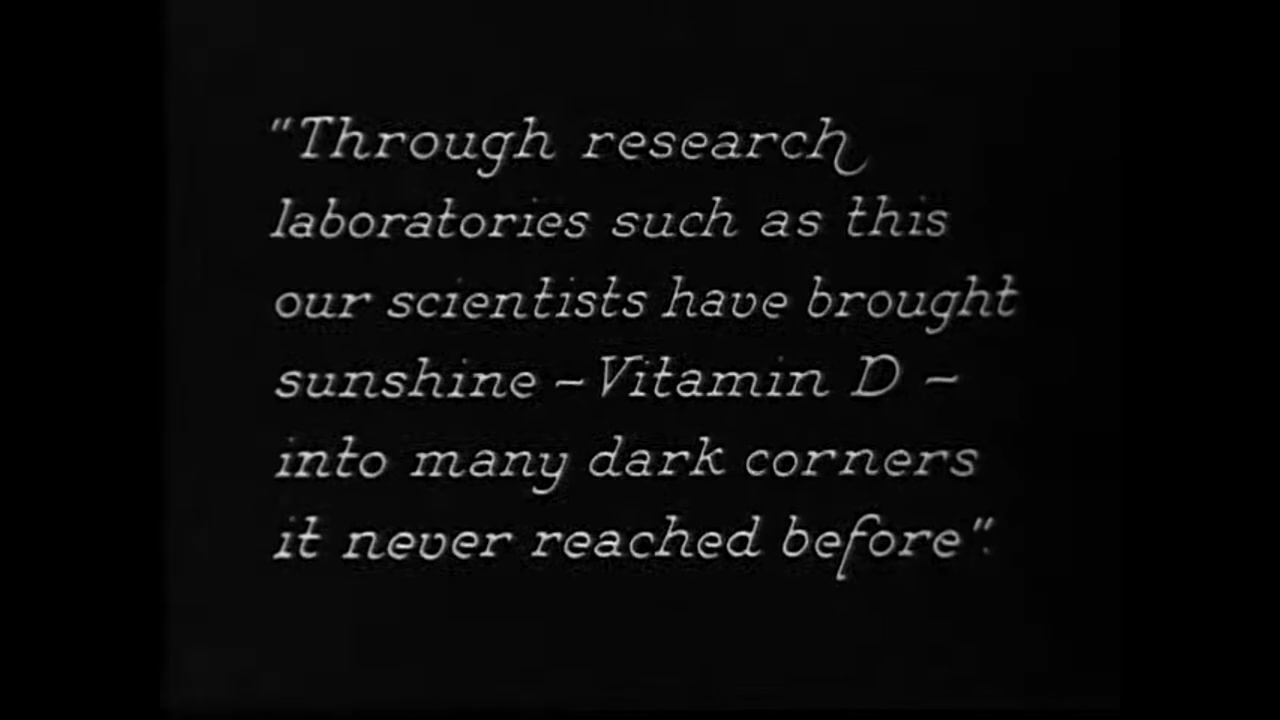 "Through research
laboratories such as this
our scientists have brought
sunshine – Vitamin D –
into many dark corners
it never reached before".